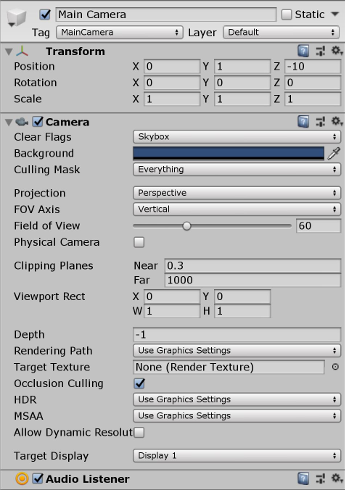 Main Camera Static
Tag MainCamera Layer Default
Transform
Position X 0 Y 1 Z -10
Rotation X 0 Y 0 Z 0
Scale X 1 Y 1 Z 1
Camera
Clear Flags Skybox
Background
Culling Mask Everything
Projection Perspective
FOV Axis Vertical
Field of View 60
Physical Camera
Clipping Planes Near 0.3
Far 1000
Viewport Rect X 0 Y 0
W 1 H 1
Depth -1
Rendering Path Use Graphics Settings
Target Texture None (Render Texture)
Occlusion Culling
HDR Use Graphics Settings
MSAA Use Graphics Settings
Allow Dynamic Resolut
Target Display Display 1
Audio Listener